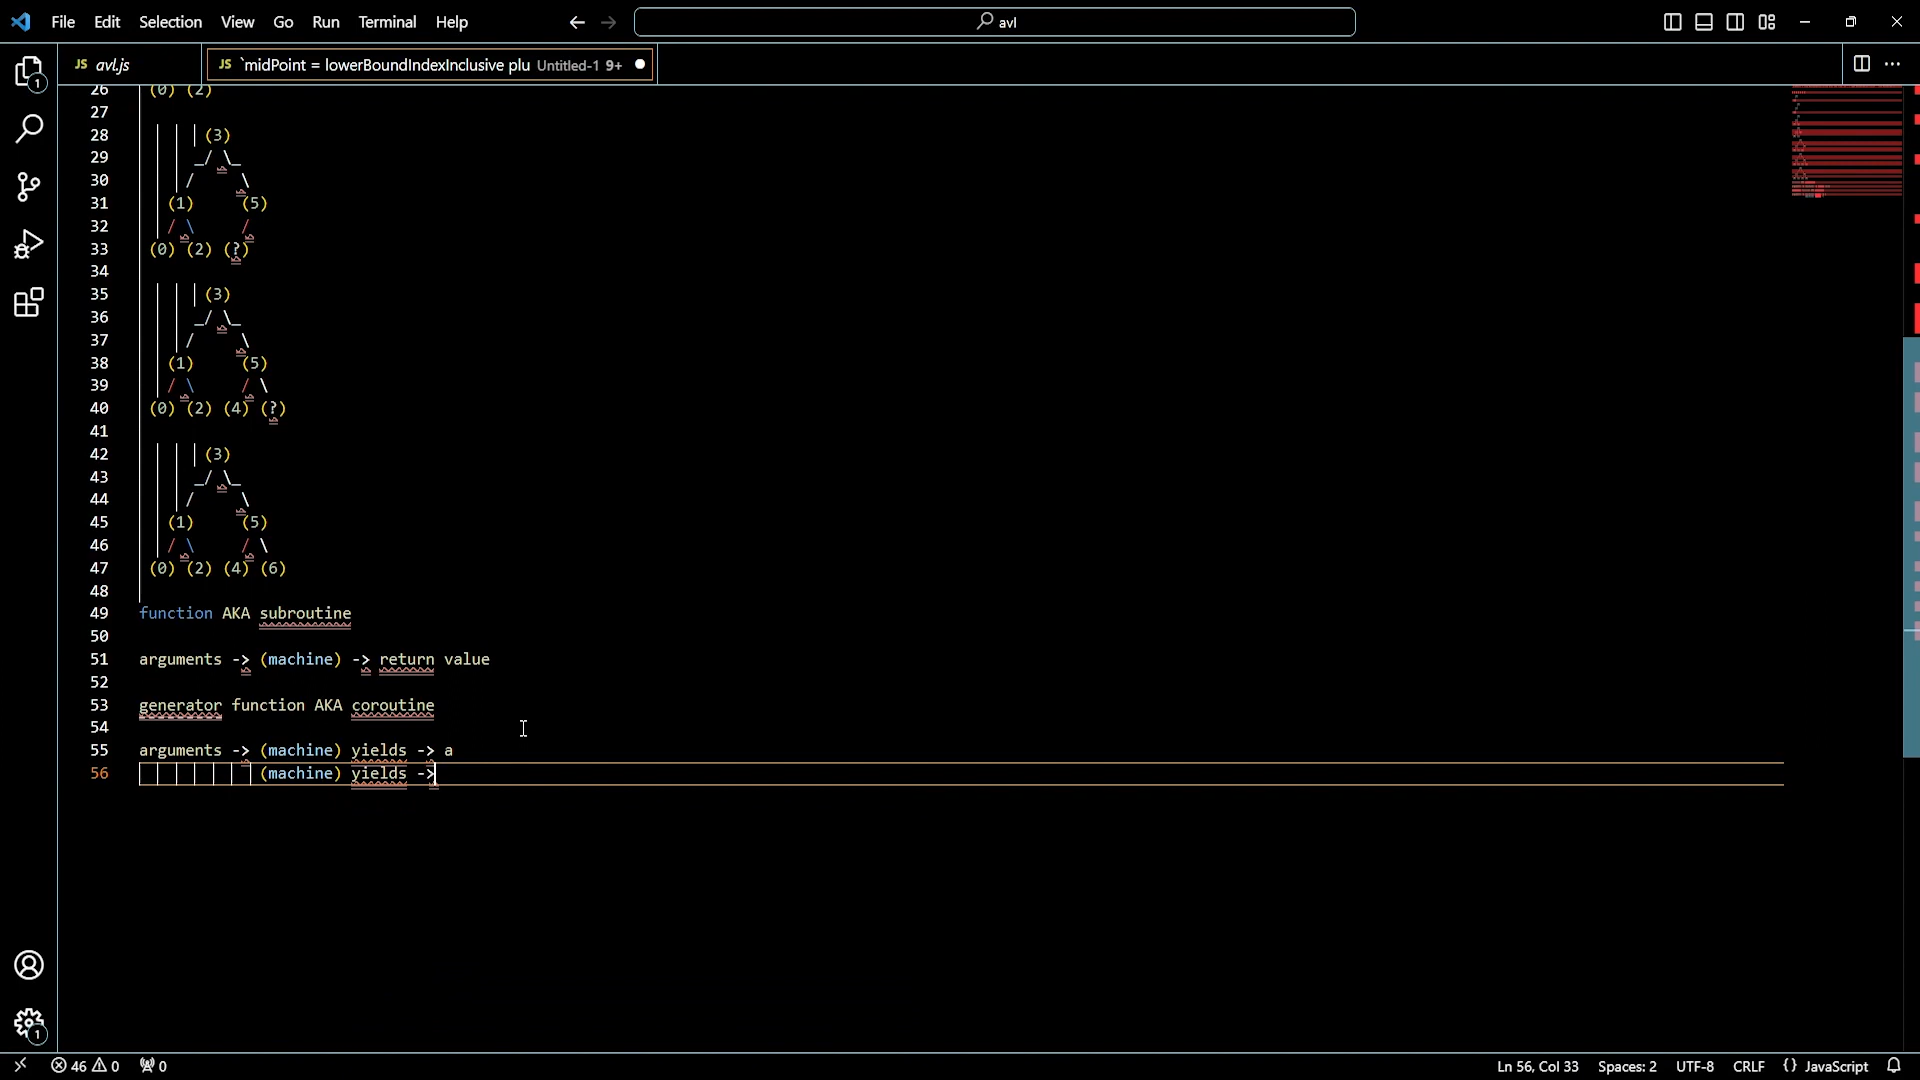 File Edit Selection View Go Run Terminal Help avl
JS avl.js JS `midPoint = lowerBoundIndexInclusive plu Untitled-1 9+
1
26 (0) (2)
27
28 | | | (3)
29 | | _/ \_
30 | | / \
31 | (1) (5)
32 | / \ /
33 (0) (2) (?)
34
35 | | | (3)
36 | | _/ \_
37 | | / \
38 | (1) (5)
39 | / \ / \
40 (0) (2) (4) (?)
41
42 | | | (3)
43 | | _/ \_
44 | | / \
45 | (1) (5)
46 | / \ / \
47 (0) (2) (4) (6)
48
49 function AKA subroutine
50
51 arguments -> (machine) -> return value
52
53 generator function AKA coroutine
54
55 arguments -> (machine) yields -> a
56 (machine) yields ->
1
46 0 0 Ln 56, Col 33 Spaces: 2 UTF-8 CRLF {} JavaScript